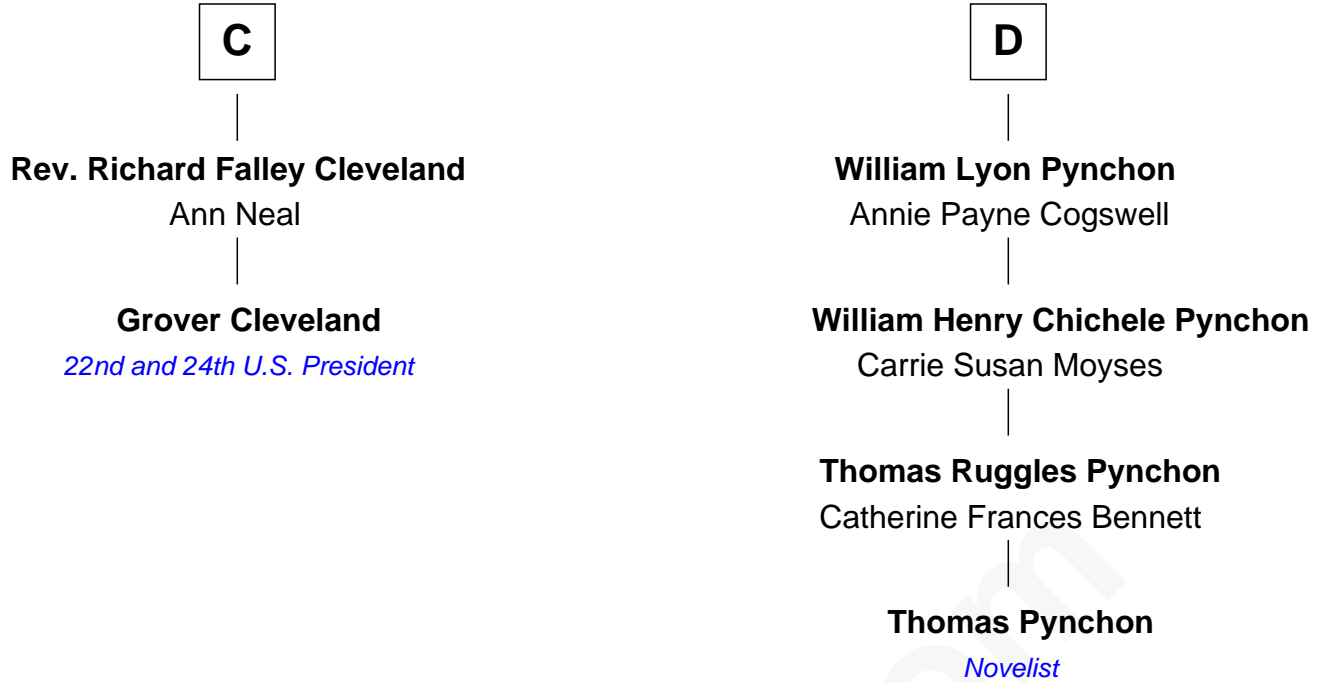 C
Rev. Richard Falley Cleveland
Ann Neal
Grover Cleveland
22nd and 24th U.S. President
D
William Lyon Pynchon
Annie Payne Cogswell
William Henry Chichele Pynchon
Carrie Susan Moyses
Thomas Ruggles Pynchon
Catherine Frances Bennett
Thomas Pynchon
Novelist